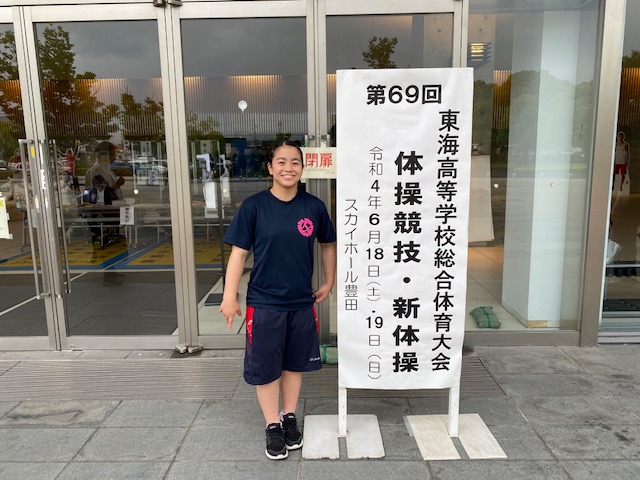 第69回
東海高等学校総合体育大会
体操競技・新体操
令和4年6月18日(土)・19日(日)
スカイホール豊田
閉扉